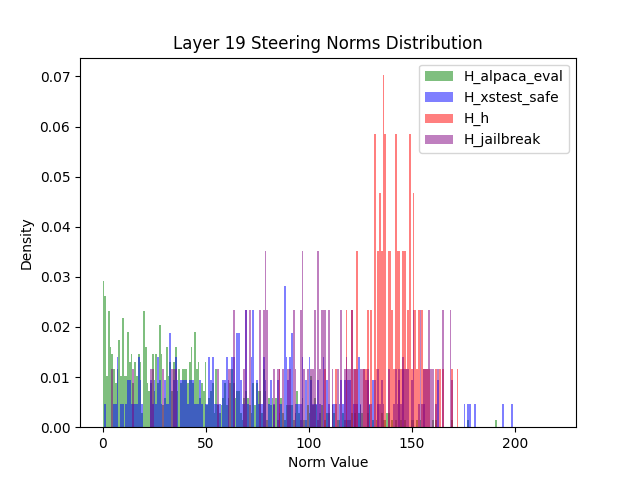 Layer 19 Steering Norms Distribution
H_alpaca_eval
H_xstest_safe
H_h
H_jailbreak
Density
0.07
0.06
0.05
0.04
0.03
0.02
0.01
0.00
0
50
100
150
200
Norm Value